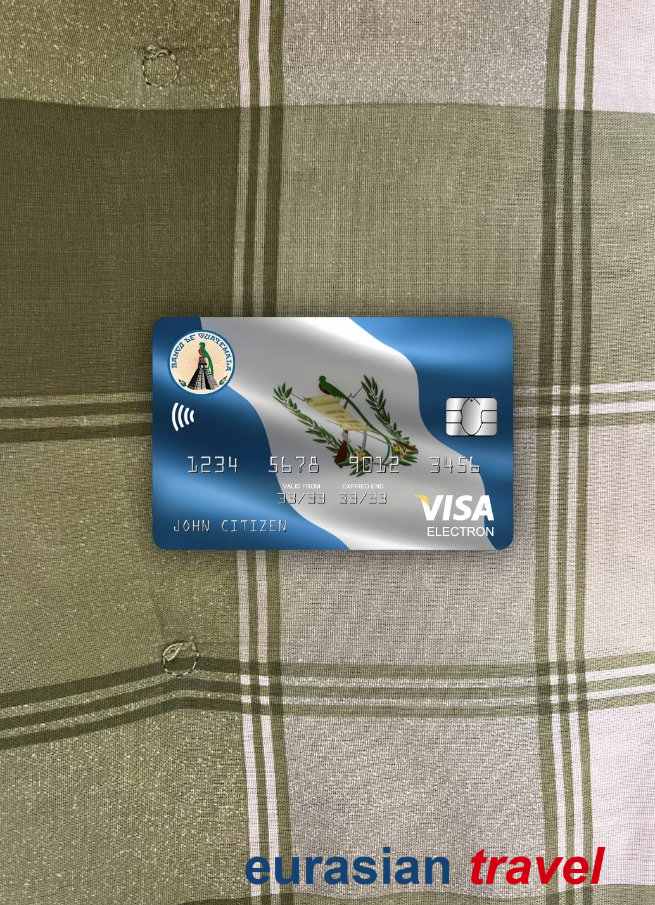 BANCO DE GUATEMALA
1234 5678 9012 3456
VALID FROM EXPIRED END
33/33 33/33
VISA
ELECTRON
JOHN CITIZEN
eurasian travel